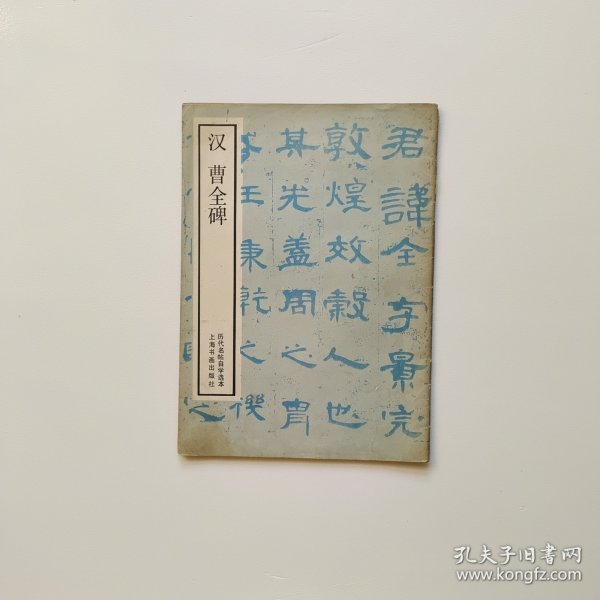 汉 曹全碑
历代名帖自学选本
上海书画出版社
君諱全字景完
敦煌效穀人也
其先蓋周之胄
王秉乾之機
孔夫子旧书网
www.kongfz.com